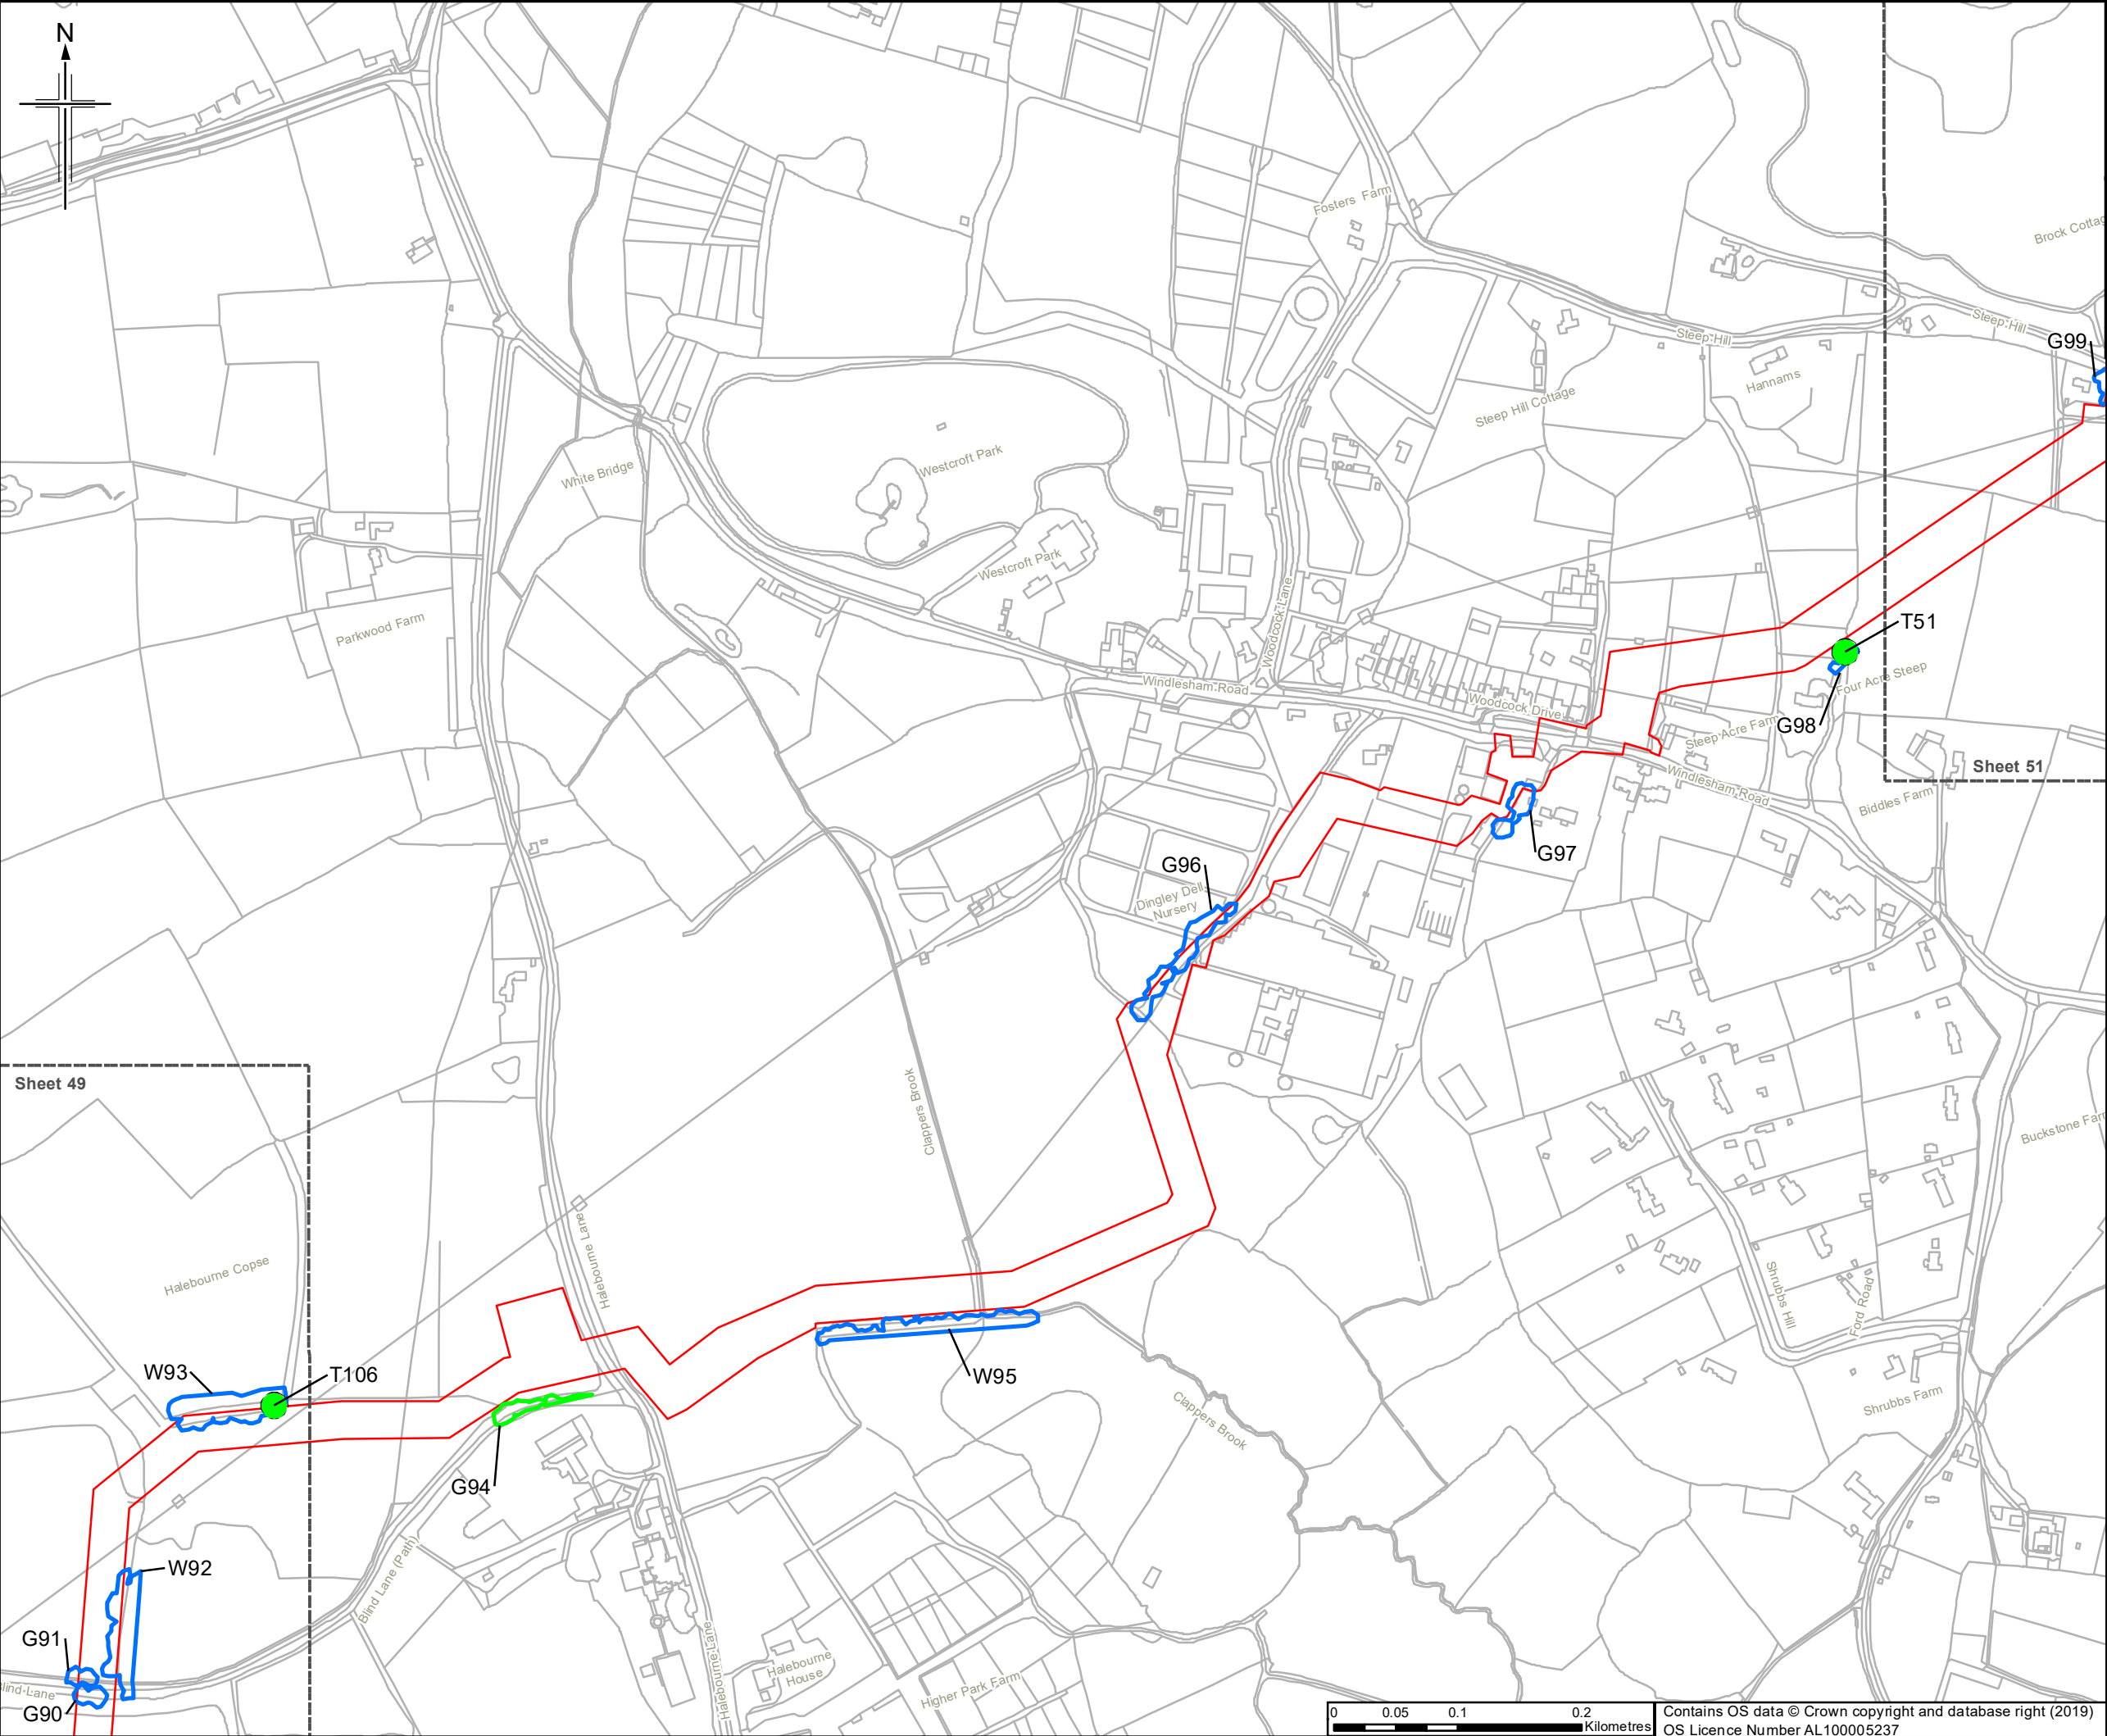 N
Fosters Farm
Brock Cottag
Steep Hill
Steep Hill
G99
Hannams
Steep Hill Cottage
Westcroft Park
White Bridge
Westcroft Park
Woodcock Lane
Parkwood Farm
T51
Four Acre Steep
Windlesham Road
Woodcock Drive
G98
Steep Acre Farm
Sheet 51
Windlesham Road
Biddles Farm
G97
G96
Dingley Dell
Nursery
Sheet 49
Clappers Brook
Buckstone Far
Halebourne Lane
Halebourne Copse
Shrubbs Hill
Ford Road
W93
T106
W95
Clappers Brook
Shrubbs Farm
G94
Blind Lane (Path)
W92
G91
Halebourne Lane
Halebourne
House
Higher Park Farm
lind-Lane
G90
0 0.05 0.1 0.2
Kilometres
Contains OS data © Crown copyright and database right (2019)
OS Licence Number AL100005237